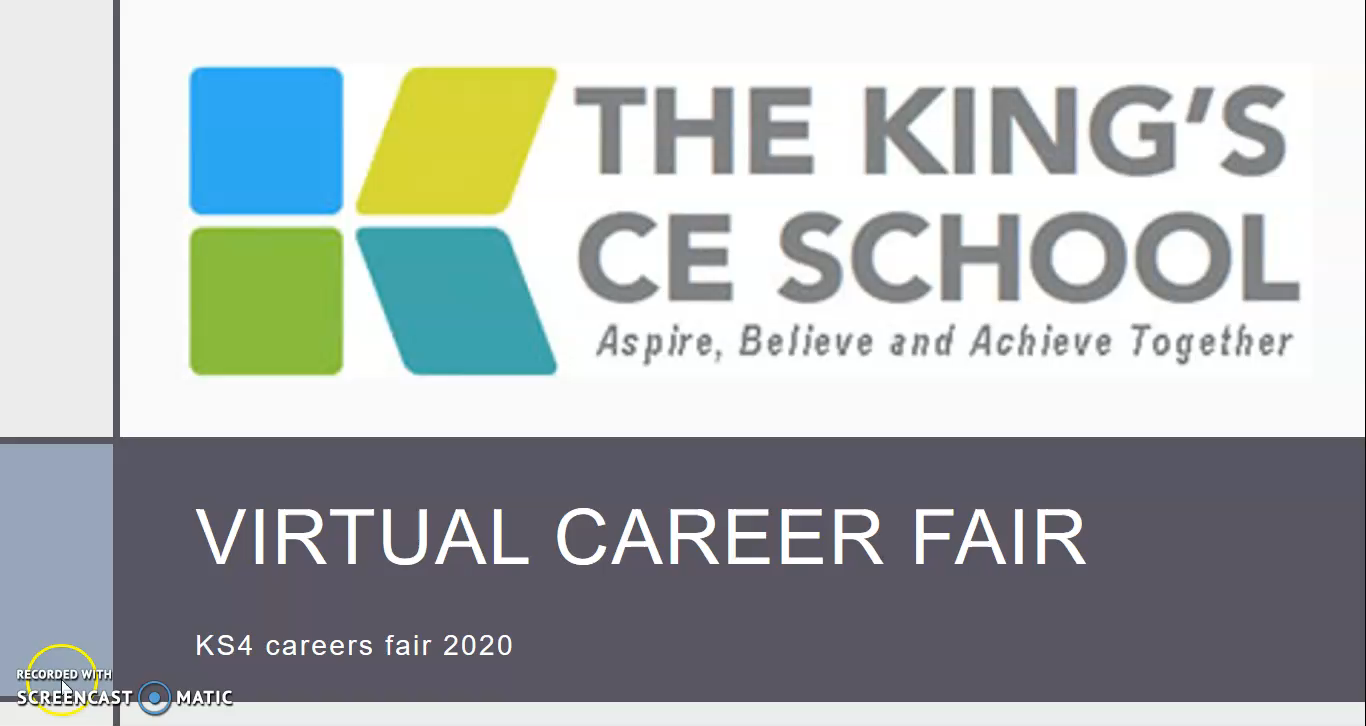 THE KING'S
CE SCHOOL
Aspire, Believe and Achieve Together
VIRTUAL CAREER FAIR
KS4 careers fair 2020
RECORDED WITH
SCREENCAST MATIC